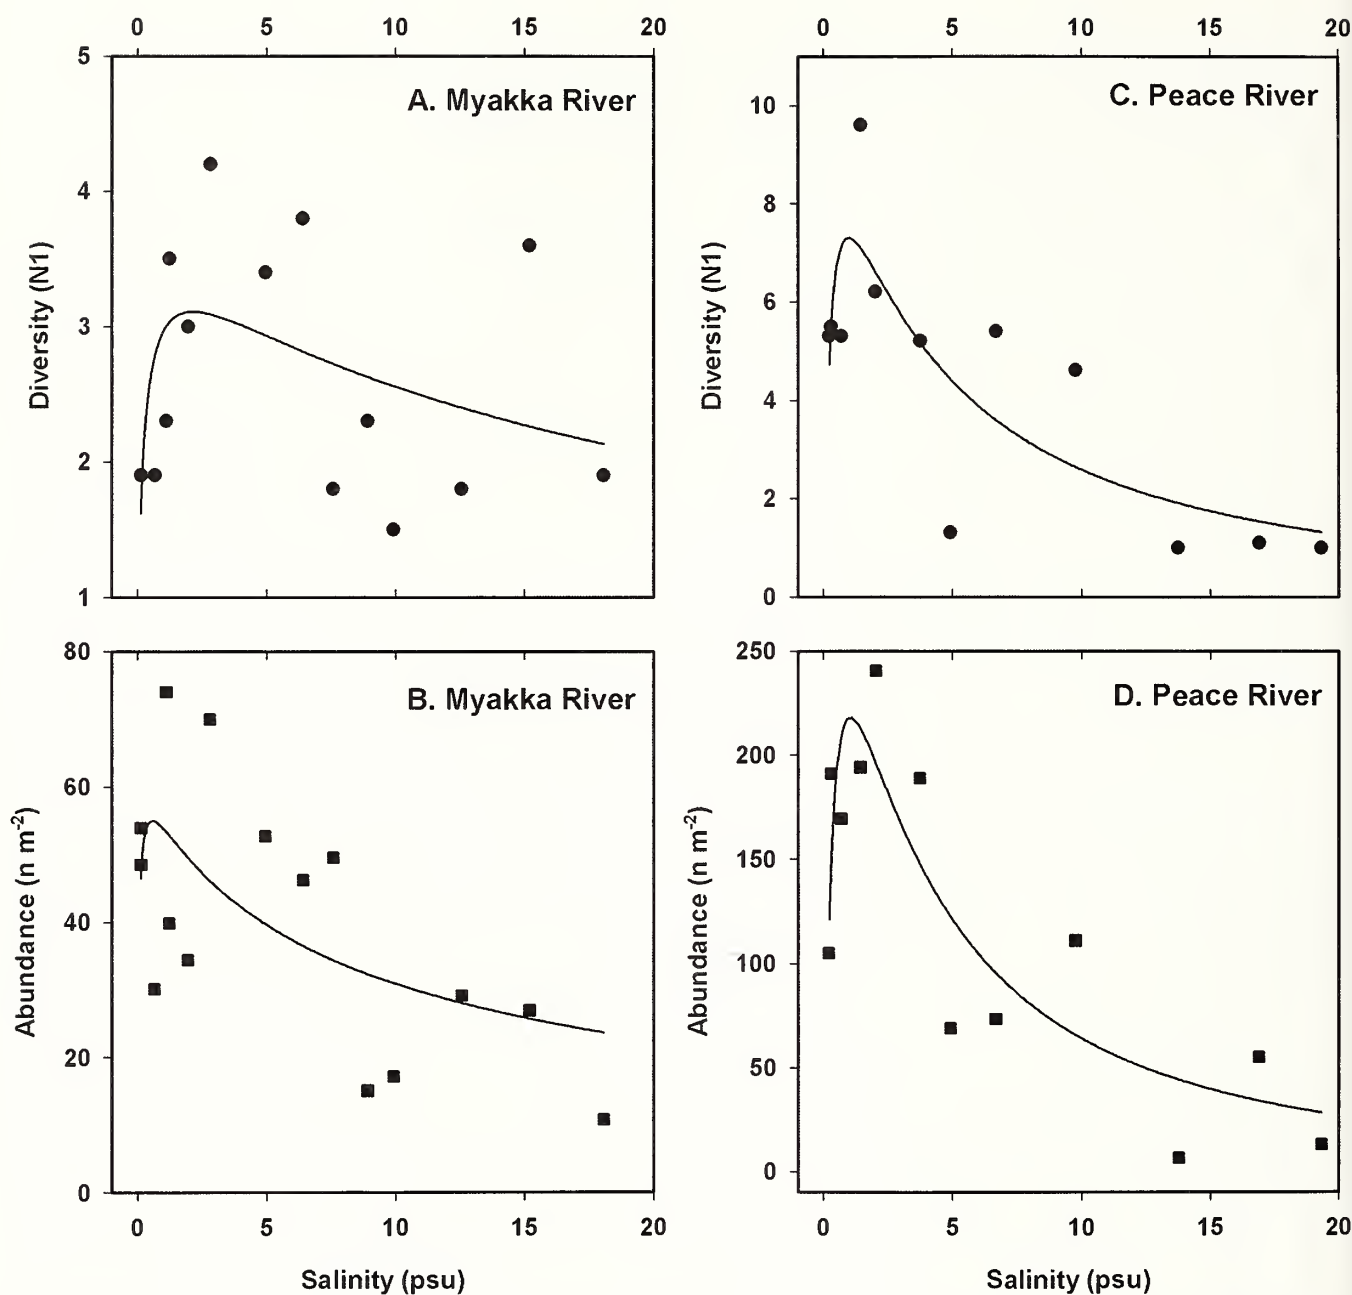 0 5 10 15 20
0 5 10 15 20
A. Myakka River
C. Peace River
5
4
3
2
1
Diversity (N1)
10
8
6
4
2
0
Diversity (N1)
B. Myakka River
D. Peace River
80
60
40
20
0
Abundance (n m-2)
250
200
150
100
50
0
Abundance (n m-2)
0 5 10 15 20
0 5 10 15 20
Salinity (psu)
Salinity (psu)